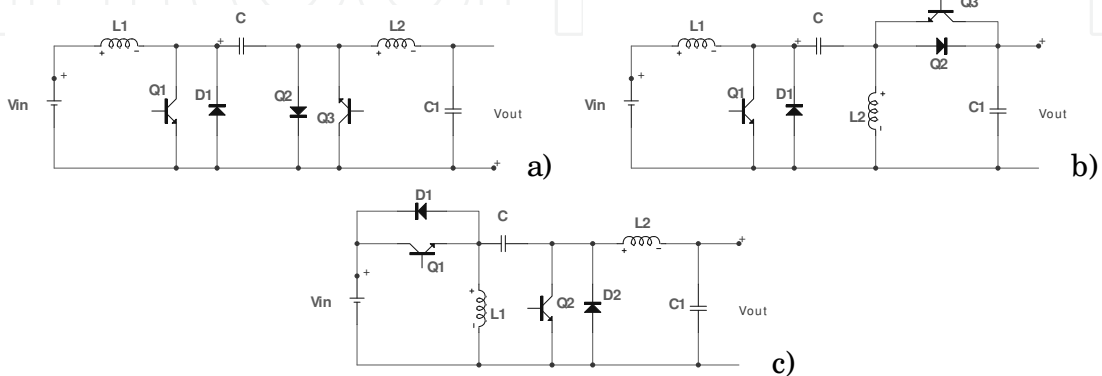 L1
C
L2
+
-
+
+
-
+
Vin
Q1
D1
Q2
Q3
C1
Vout
+
a)
Q3
L1
C
+
-
+
+
Q2
+
Vin
Q1
D1
L2
+
-
C1
Vout
b)
D1
C
L2
+
-
+
Q1
+
Vin
+
-
L1
Q2
D2
C1
Vout
c)